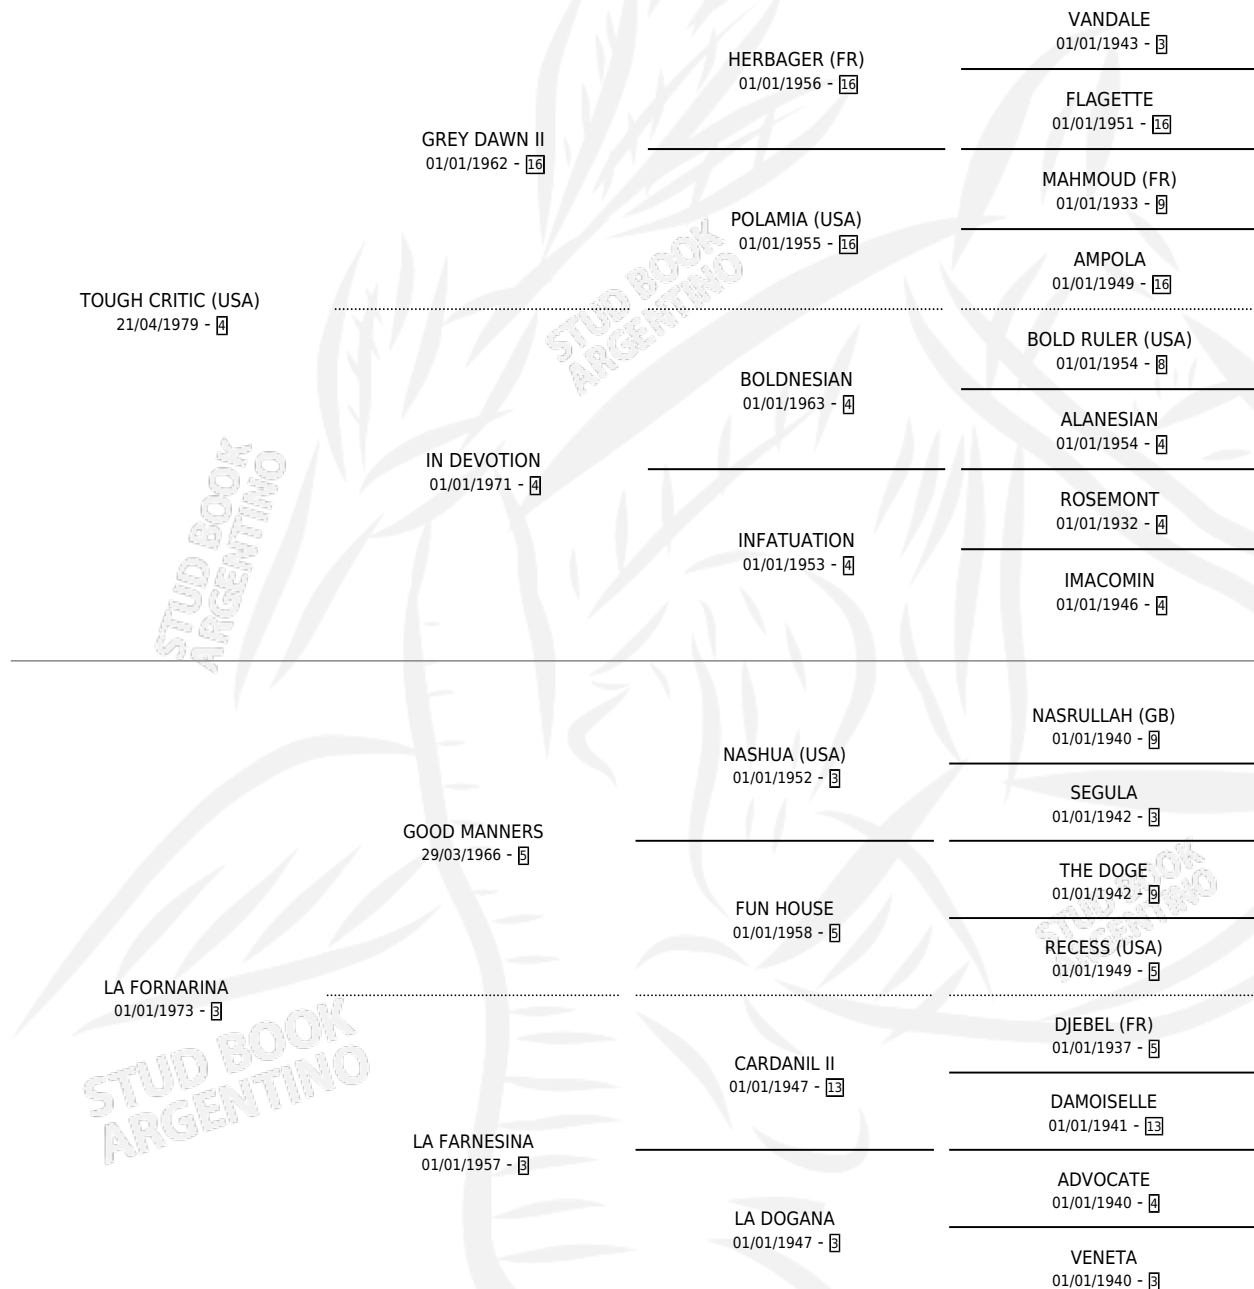 VANDALE
01/01/1943 - 3
HERBAGER (FR)
01/01/1956 - 16
FLAGETTE
01/01/1951 - 16
GREY DAWN II
01/01/1962 - 16
MAHMOUD (FR)
01/01/1933 - 9
POLAMIA (USA)
01/01/1955 - 16
AMPOLA
01/01/1949 - 16
TOUGH CRITIC (USA)
21/04/1979 - 4
BOLD RULER (USA)
01/01/1954 - 8
BOLDNESIAN
01/01/1963 - 4
ALANESIAN
01/01/1954 - 4
IN DEVOTION
01/01/1971 - 4
ROSEMONT
01/01/1932 - 4
INFATUATION
01/01/1953 - 4
IMACOMIN
01/01/1946 - 4
STUD BOOK
ARGENTINO
STUD BOOK
ARGENTINO
NASRULLAH (GB)
01/01/1940 - 9
NASHUA (USA)
01/01/1952 - 3
SEGULA
01/01/1942 - 3
GOOD MANNERS
29/03/1966 - 5
THE DOGE
01/01/1942 - 9
FUN HOUSE
01/01/1958 - 5
RECESS (USA)
01/01/1949 - 5
LA FORNARINA
01/01/1973 - 3
DJEBEL (FR)
01/01/1937 - 5
CARDANIL II
01/01/1947 - 13
DAMOISELLE
01/01/1941 - 13
LA FARNESINA
01/01/1957 - 3
ADVOCATE
01/01/1940 - 4
LA DOGANA
01/01/1947 - 3
VENETA
01/01/1940 - 3
STUD BOOK
ARGENTINO
STUD BOOK
ARGENTINO